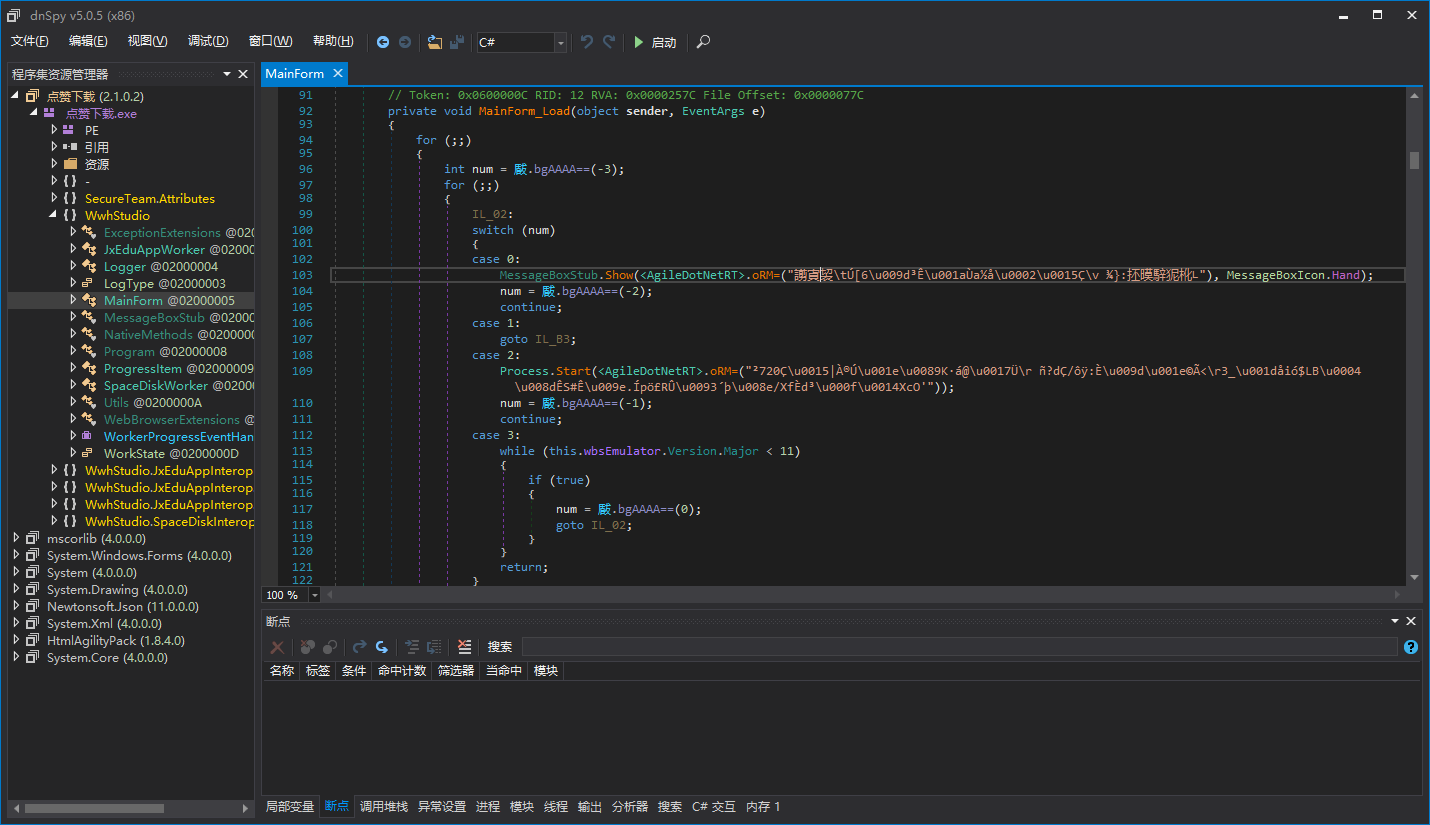 dnSpy v5.0.5 (x86)
文件(F) 编辑(E) 视图(V) 调试(D) 窗口(W) 帮助(H) C# 启动
程序集资源管理器
点赞下载 (2.1.0.2)
点赞下载.exe
PE
引用
资源
-
SecureTeam.Attributes
WwhStudio
ExceptionExtensions @020
JxEduAppWorker @02000
Logger @02000004
LogType @02000003
MainForm @02000005
MessageBoxStub @02000
NativeMethods @0200000
Program @02000008
ProgressItem @02000009
SpaceDiskWorker @0200
Utils @0200000A
WebBrowserExtensions @
WorkerProgressEventHan
WorkState @0200000D
WwhStudio.JxEduAppInterop
WwhStudio.JxEduAppInterop.
WwhStudio.JxEduAppInterop.
WwhStudio.SpaceDiskInterop
mscorlib (4.0.0.0)
System.Windows.Forms (4.0.0.0)
System (4.0.0.0)
System.Drawing (4.0.0.0)
Newtonsoft.Json (11.0.0.0)
System.Xml (4.0.0.0)
HtmlAgilityPack (1.8.4.0)
System.Core (4.0.0.0)
MainForm
91 // Token: 0x0600000C RID: 12 RVA: 0x0000257C File Offset: 0x0000077C
92 private void MainForm_Load(object sender, EventArgs e)
93 {
94 for (;;)
95 {
96 int num = .bgAAAA==(-3);
97 for (;;)
98 {
99 IL_02:
100 switch (num)
101 {
102 case 0:
103 MessageBoxStub.Show(<AgileDotNetRT>.oRM=(" \tÚ[6\u009d³Ê\u001aÙa½å\u0002\u0015Ç\v ¾}: "), MessageBoxIcon.Hand);
104 num = .bgAAAA==(-2);
105 continue;
106 case 1:
107 goto IL_B3;
108 case 2:
109 Process.Start(<AgileDotNetRT>.oRM=("²720Ç\u0015|À®Ú\u001e\u0089K·á@\u0017Ü\r ñ?dÇ/ôÿ:È\u009d\u001e©Ã<\r3_\u001dåió$LB\u0004
\u008dÊS#Ê\u009e.Ípö£RÛ\u0093´þ\u008e/XfÈd³\u000f\u0014XcO'"));
110 num = .bgAAAA==(-1);
111 continue;
112 case 3:
113 while (this.wbsEmulator.Version.Major < 11)
114 {
115 if (true)
116 {
117 num = .bgAAAA==(0);
118 goto IL_02;
119 }
120 }
121 return;
122 }
100 %
断点
搜索
名称 标签 条件 命中计数 筛选器 当命中 模块
局部变量 断点 调用堆栈 异常设置 进程 模块 线程 输出 分析器 搜索 C# 交互 内存 1